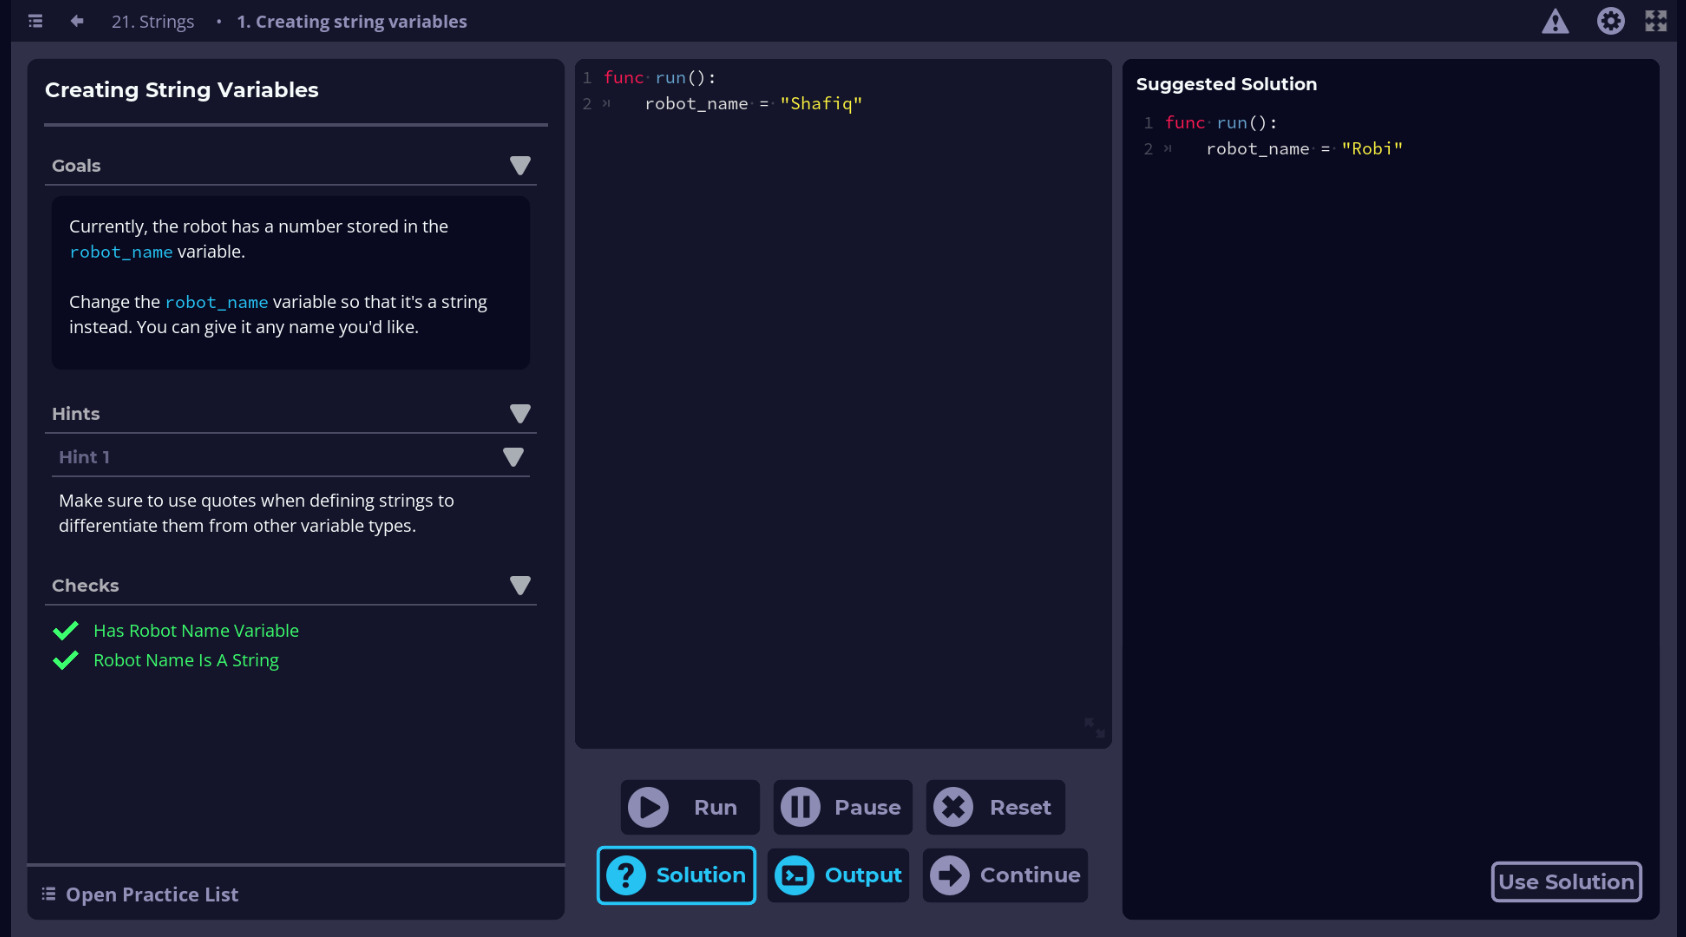 21. Strings • 1. Creating string variables
Creating String Variables
Goals
Currently, the robot has a number stored in the
robot_name variable.
Change the robot_name variable so that it's a string
instead. You can give it any name you'd like.
Hints
Hint 1
Make sure to use quotes when defining strings to
differentiate them from other variable types.
Checks
Has Robot Name Variable
Robot Name Is A String
Open Practice List
1 func run():
2 robot_name = "Shafiq"
Run
Pause
Reset
Solution
Output
Continue
Suggested Solution
1 func run():
2 robot_name = "Robi"
Use Solution